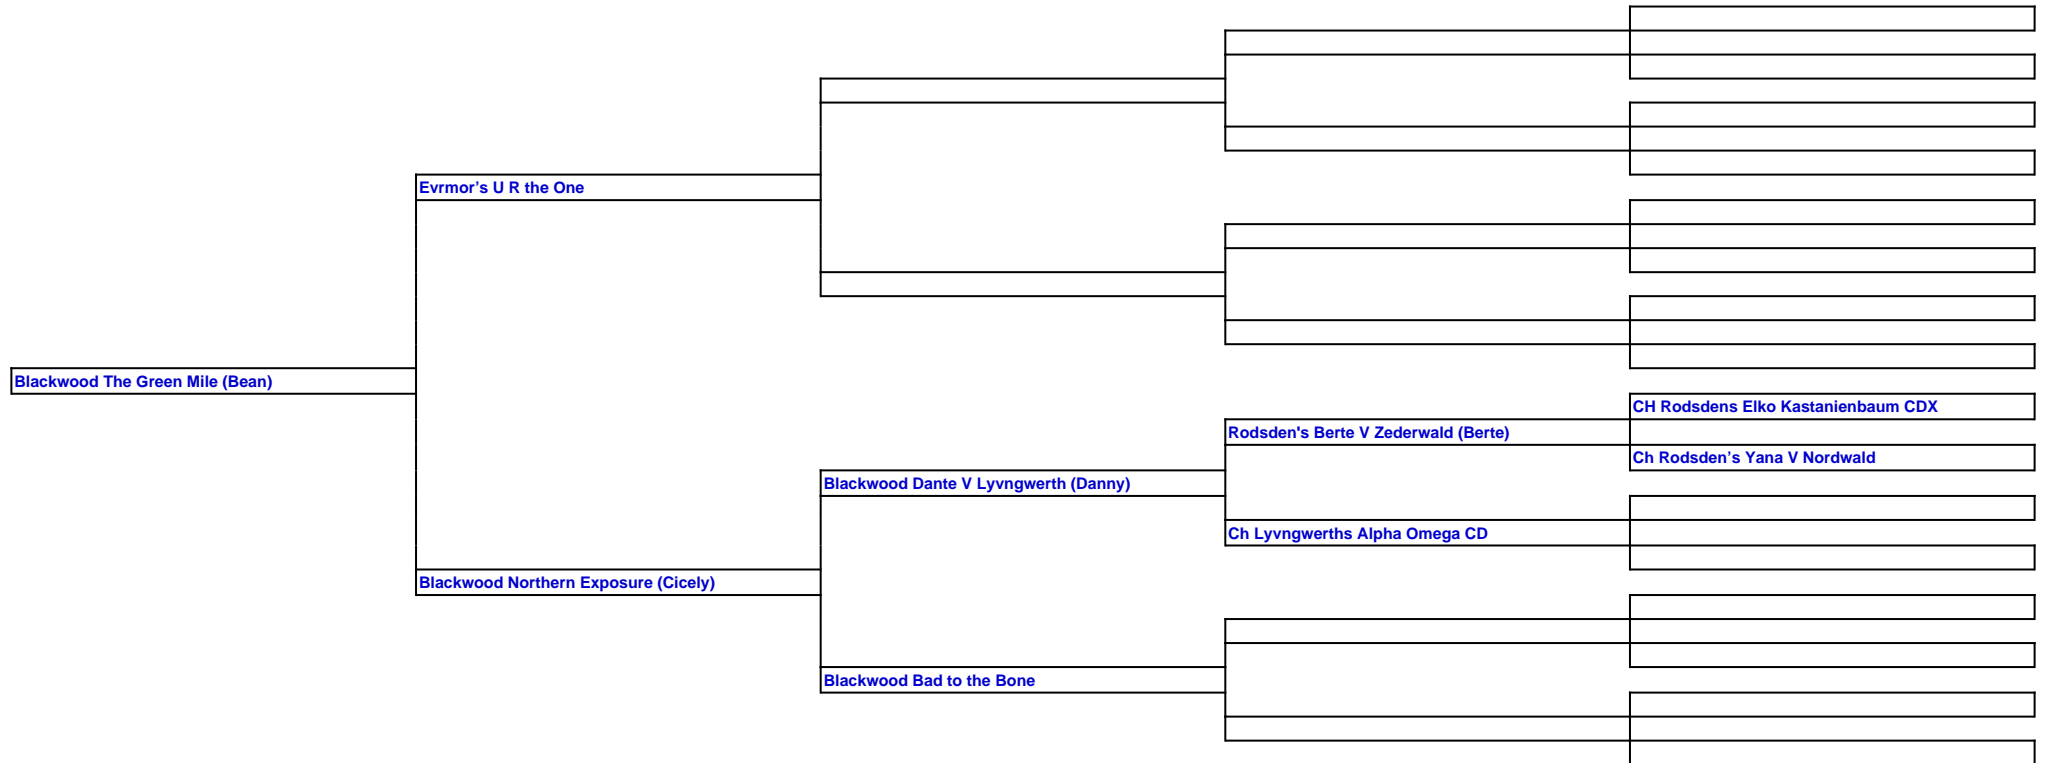 Evrmor’s U R the One
Blackwood The Green Mile (Bean)
CH Rodsdens Elko Kastanienbaum CDX
Rodsden's Berte V Zederwald (Berte)
Ch Rodsden’s Yana V Nordwald
Blackwood Dante V Lyvngwerth (Danny)
Ch Lyvngwerths Alpha Omega CD
Blackwood Northern Exposure (Cicely)
Blackwood Bad to the Bone